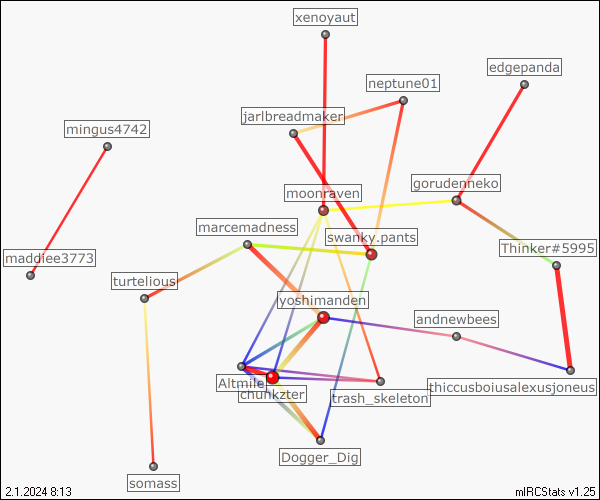 xenoyaut
edgepanda
neptune01
jarlbreadmaker
mingus4742
gorudenneko
moonraven
marcemadness
swanky.pants
Thinker#5995
maddiee3773
turtelious
yoshimanden
andnewbees
Altmile
thiccusboiusalexusjoneus
chunkzter
trash_skeleton
Dogger_Dig
somass
2.1.2024 8:13
mIRCStats v1.25